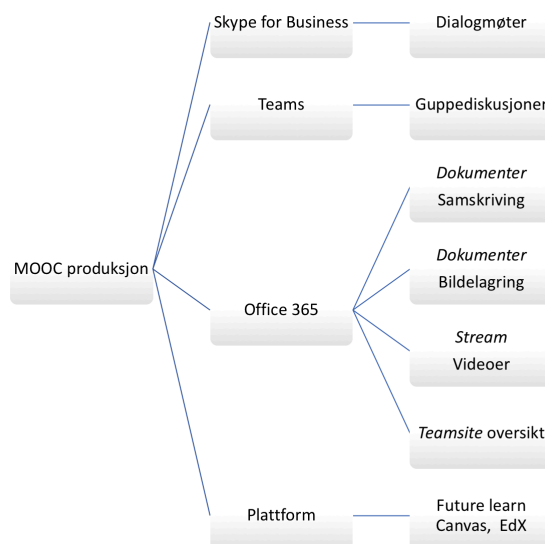 Skype for Business
Dialogmøter
Teams
Guppediskusjoner
Dokumenter
Samskriving
MOOC produksjon
Dokumenter
Bildelagring
Office 365
Stream
Videoer
Teamsite oversikt
Plattform
Future learn
Canvas, EdX